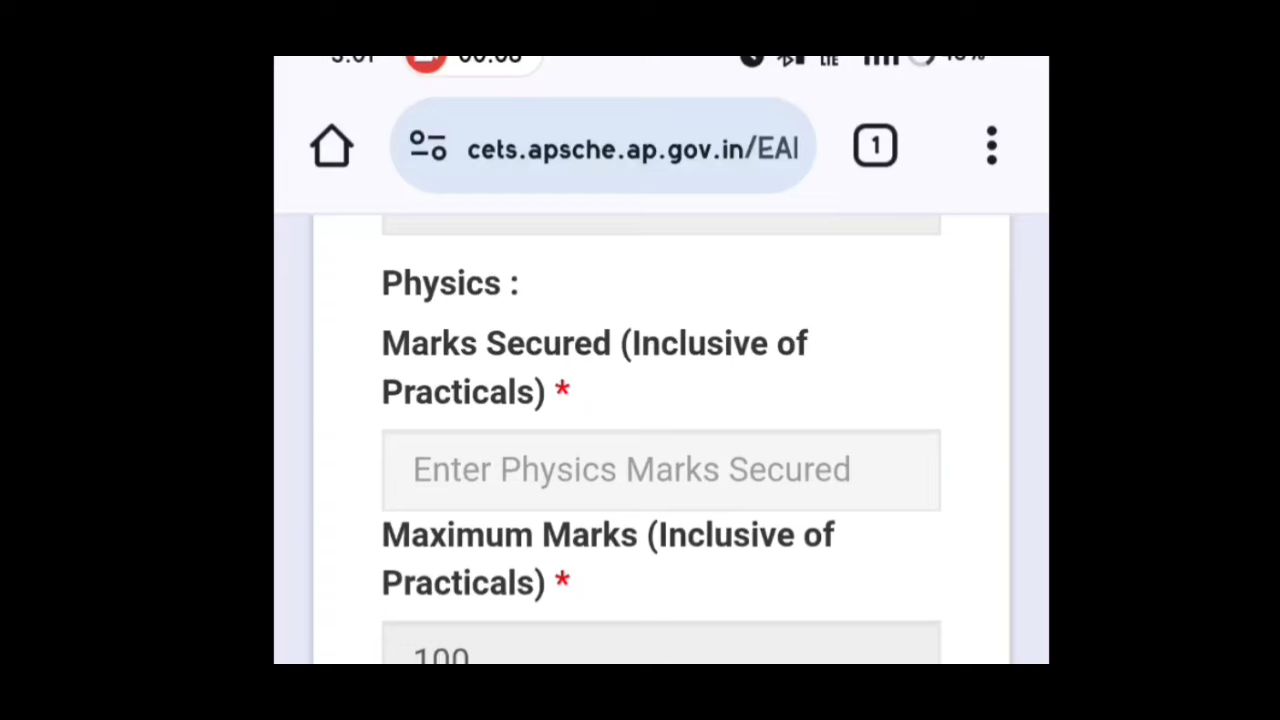 cets.apsche.ap.gov.in/EAI
1
Physics :
Marks Secured (Inclusive of
Practicals) *
Enter Physics Marks Secured
Maximum Marks (Inclusive of
Practicals) *
100